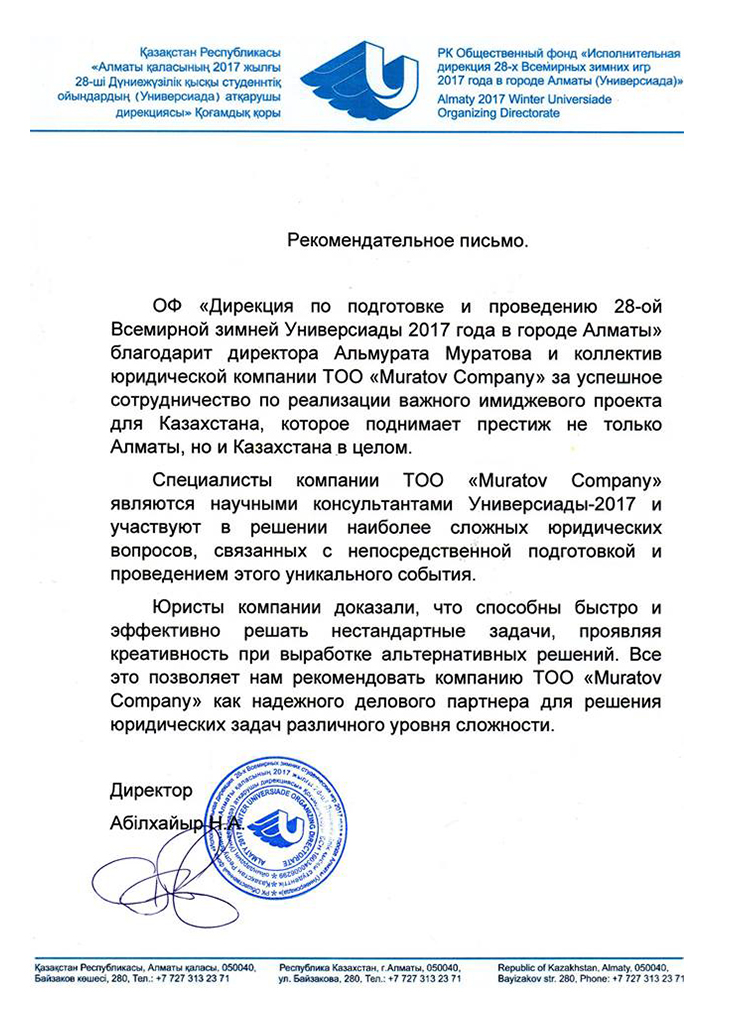 Қазақстан Республикасы
«Алматы қаласының 2017 жылғы
28-ші Дүниежүзілік қысқы студенттік
ойындардың (Универсиада) атқарушы
дирекциясы» Қоғамдық қоры
РК Общественный фонд «Исполнительная
дирекция 28-х Всемирных зимних игр
2017 года в городе Алматы (Универсиада)»
Almaty 2017 Winter Universiade
Organizing Directorate
Рекомендательное письмо.
ОФ «Дирекция по подготовке и проведению 28-ой
Всемирной зимней Универсиады 2017 года в городе Алматы»
благодарит директора Альмурата Муратова и коллектив
юридической компании ТОО «Muratov Company» за успешное
сотрудничество по реализации важного имиджевого проекта
для Казахстана, которое поднимает престиж не только
Алматы, но и Казахстана в целом.
Специалисты компании ТОО «Muratov Company»
являются научными консультантами Универсиады-2017 и
участвуют в решении наиболее сложных юридических
вопросов, связанных с непосредственной подготовкой и
проведением этого уникального события.
Юристы компании доказали, что способны быстро и
эффективно решать нестандартные задачи, проявляя
креативность при выработке альтернативных решений. Все
это позволяет нам рекомендовать компанию ТОО «Muratov
Company» как надежного делового партнера для решения
юридических задач различного уровня сложности.
Директор
Абілхайыр Н.А.
ALMATY 2017 WINTER UNIVERSIADE ORGANIZING DIRECTORATE
Қазақстан Республикасы, Алматы қаласы, 050040,
Байзаков көшесі, 280, Тел.: +7 727 313 23 71
Республика Казахстан, г.Алматы, 050040,
ул. Байзакова, 280, Тел.: +7 727 313 23 71
Republic of Kazakhstan, Almaty, 050040,
Bayizakov str. 280, Phone: +7 727 313 23 71